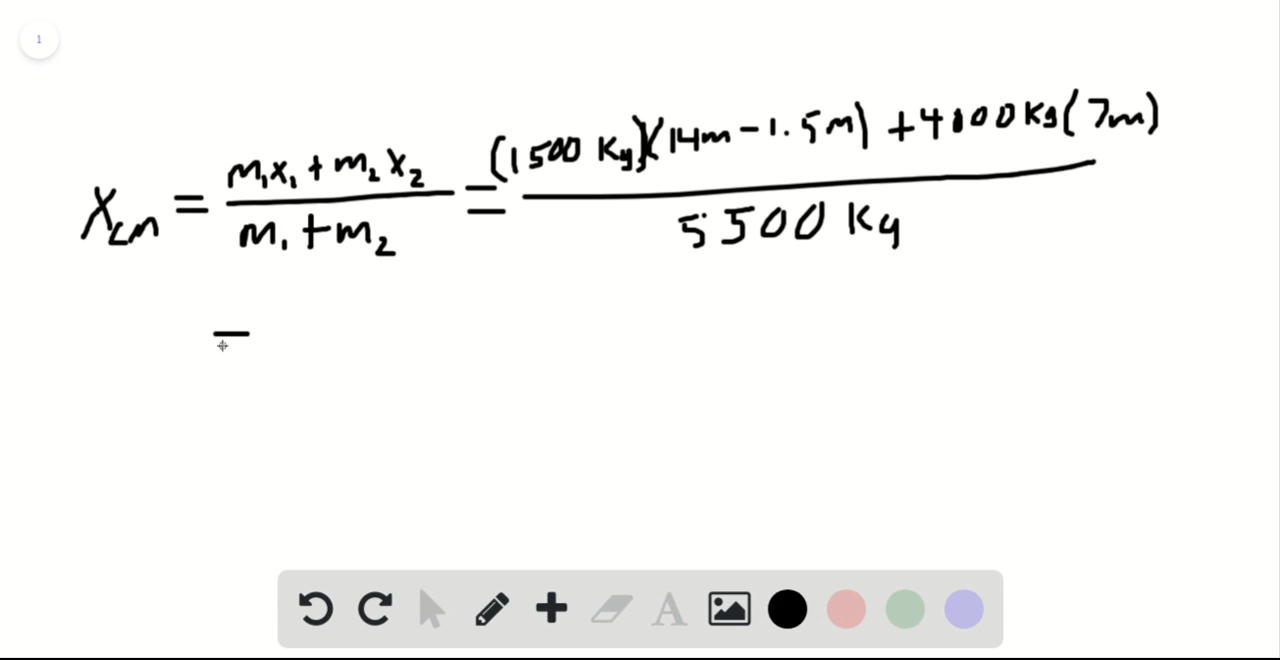 1
X_cm = (m₁x₁ + m₂x₂)/(m₁ + m₂) = ((1500 Kg)(14m - 1.5m) + 4000 Kg(7m))/(5500 Kg)
=
A